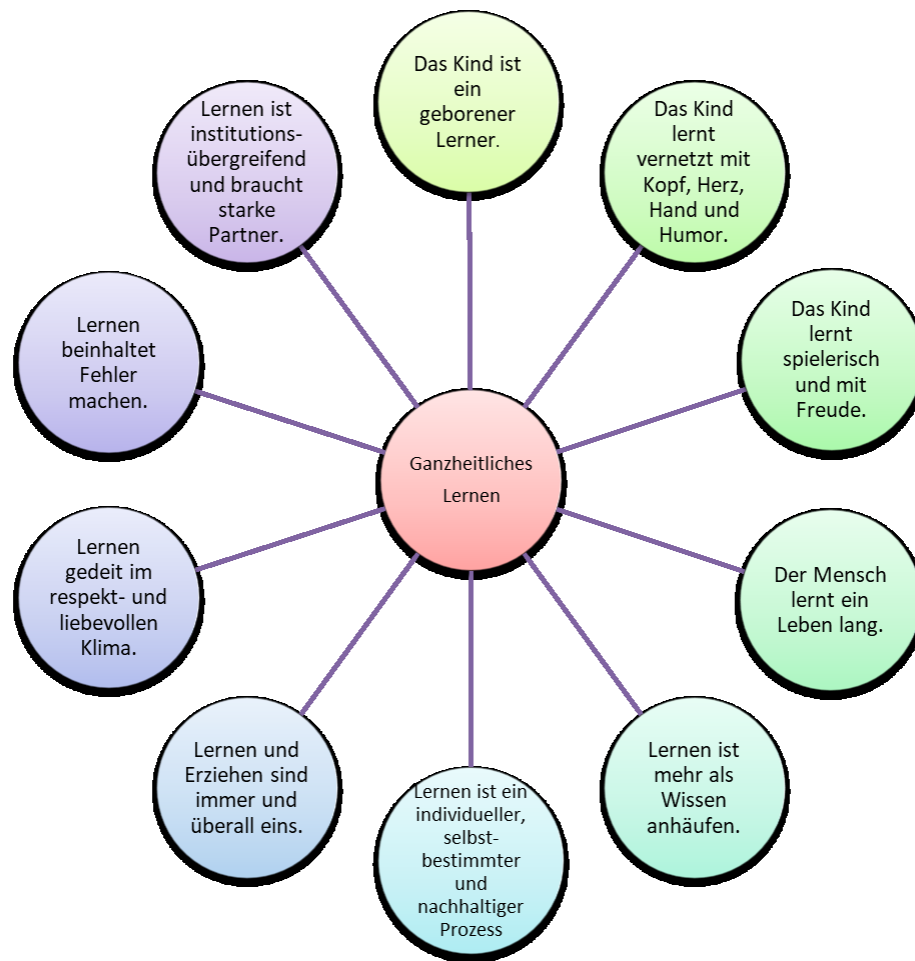 Das Kind ist
ein
geborener
Lerner.
Das Kind
lernt
vernetzt mit
Kopf, Herz,
Hand und
Humor.
Das Kind
lernt
spielerisch
und mit
Freude.
Der Mensch
lernt ein
Leben lang.
Lernen ist
mehr als
Wissen
anhäufen.
Lernen ist ein
individueller,
selbst-
bestimmter
und
nachhaltiger
Prozess
Lernen und
Erziehen sind
immer und
überall eins.
Lernen
gedeit im
respekt- und
liebevollen
Klima.
Lernen
beinhaltet
Fehler
machen.
Lernen ist
institutions-
übergreifend
und braucht
starke
Partner.
Ganzheitliches
Lernen